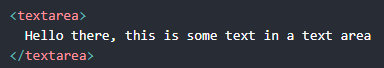 <textarea>
  Hello there, this is some text in a text area
</textarea>